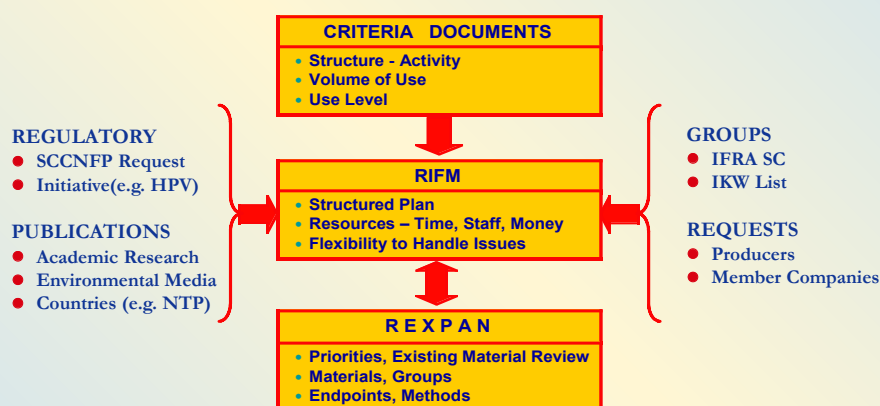 CRITERIA DOCUMENTS
• Structure - Activity
• Volume of Use
• Use Level
REGULATORY
● SCCNFP Request
● Initiative(e.g. HPV)
PUBLICATIONS
● Academic Research
● Environmental Media
● Countries (e.g. NTP)
RIFM
• Structured Plan
• Resources – Time, Staff, Money
• Flexibility to Handle Issues
GROUPS
● IFRA SC
● IKW List
REQUESTS
● Producers
● Member Companies
R E X P A N
• Priorities, Existing Material Review
• Materials, Groups
• Endpoints, Methods